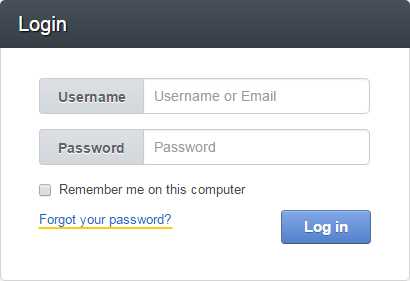 Login
Username Username or Email
Password Password
Remember me on this computer
Forgot your password? Log in